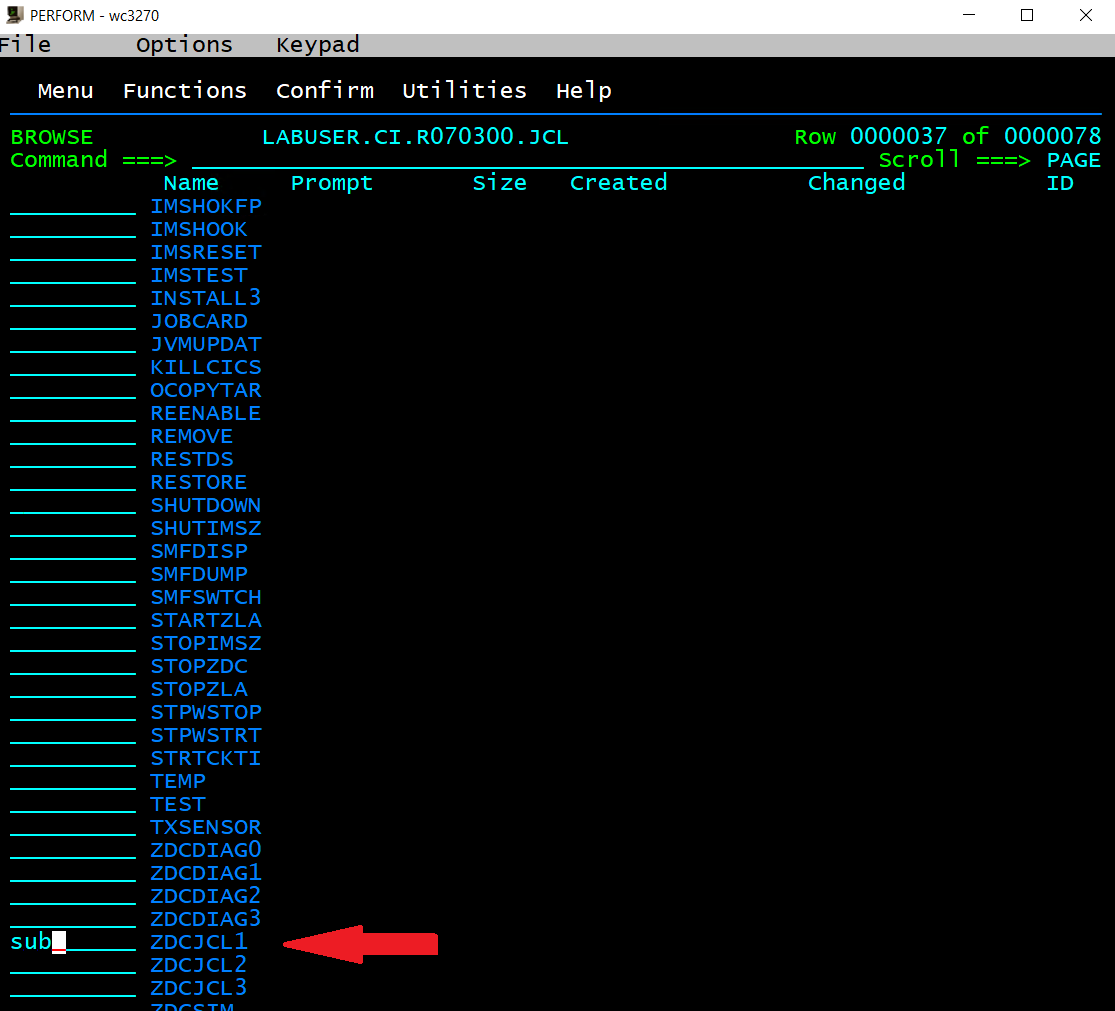 PERFORM - wc3270
File Options Keypad
Menu Functions Confirm Utilities Help
BROWSE LABUSER.CI.R070300.JCL Row 0000037 of 0000078
Command ===> Scroll ===> PAGE
Name Prompt Size Created Changed ID
IMSHOKFP
IMSHOOK
IMSRESET
IMSTEST
INSTALL3
JOBCARD
JVMUPDAT
KILLCICS
OCOPYTAR
REENABLE
REMOVE
RESTDS
RESTORE
SHUTDOWN
SHUTIMSZ
SMFDISP
SMFDUMP
SMFSWTCH
STARTZLA
STOPIMSZ
STOPZDC
STOPZLA
STPWSTOP
STPWSTRT
STRTCKTI
TEMP
TEST
TXSENSOR
ZDCDIAG0
ZDCDIAG1
ZDCDIAG2
ZDCDIAG3
sub ZDCJCL1
ZDCJCL2
ZDCJCL3
ZDCSIM